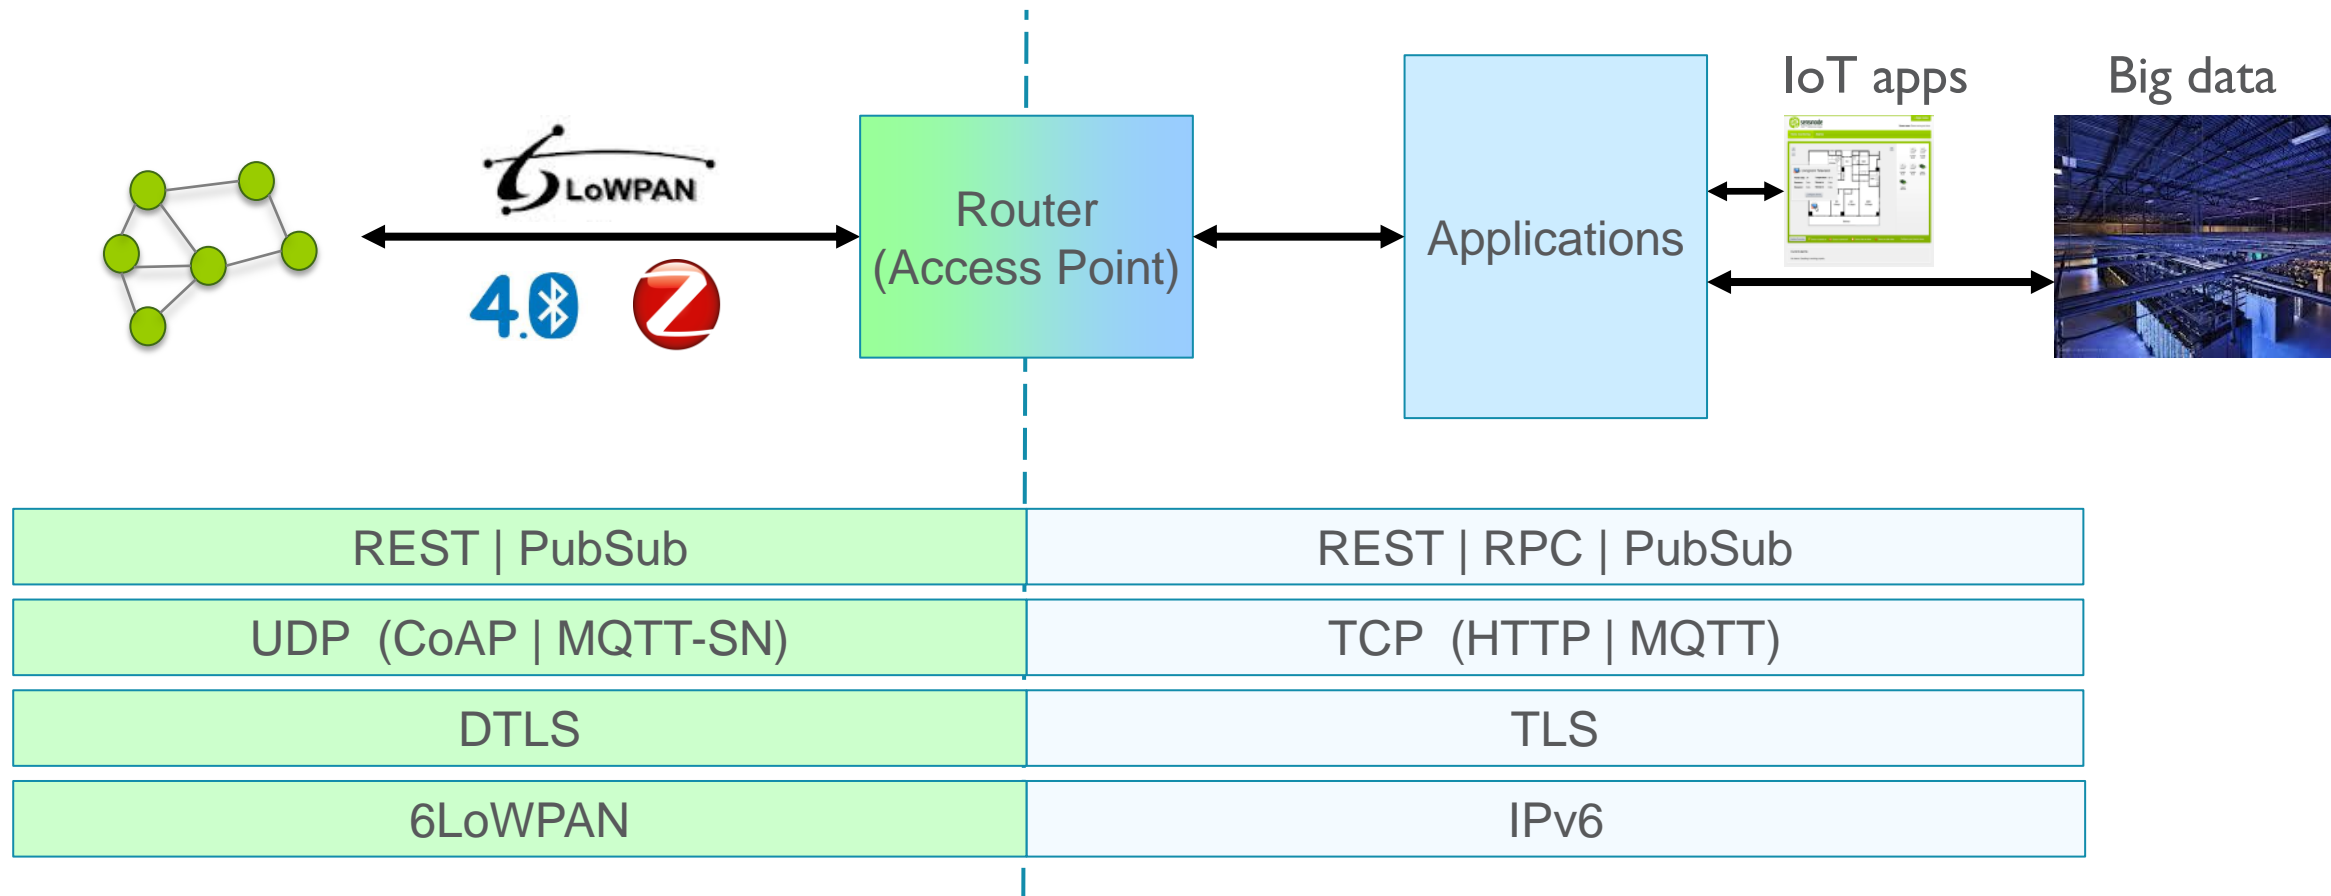 IoT apps
Big data
6LoWPAN
Router
(Access Point)
Applications
4.0
REST | PubSub
REST | RPC | PubSub
UDP (CoAP | MQTT-SN)
TCP (HTTP | MQTT)
DTLS
TLS
6LoWPAN
IPv6